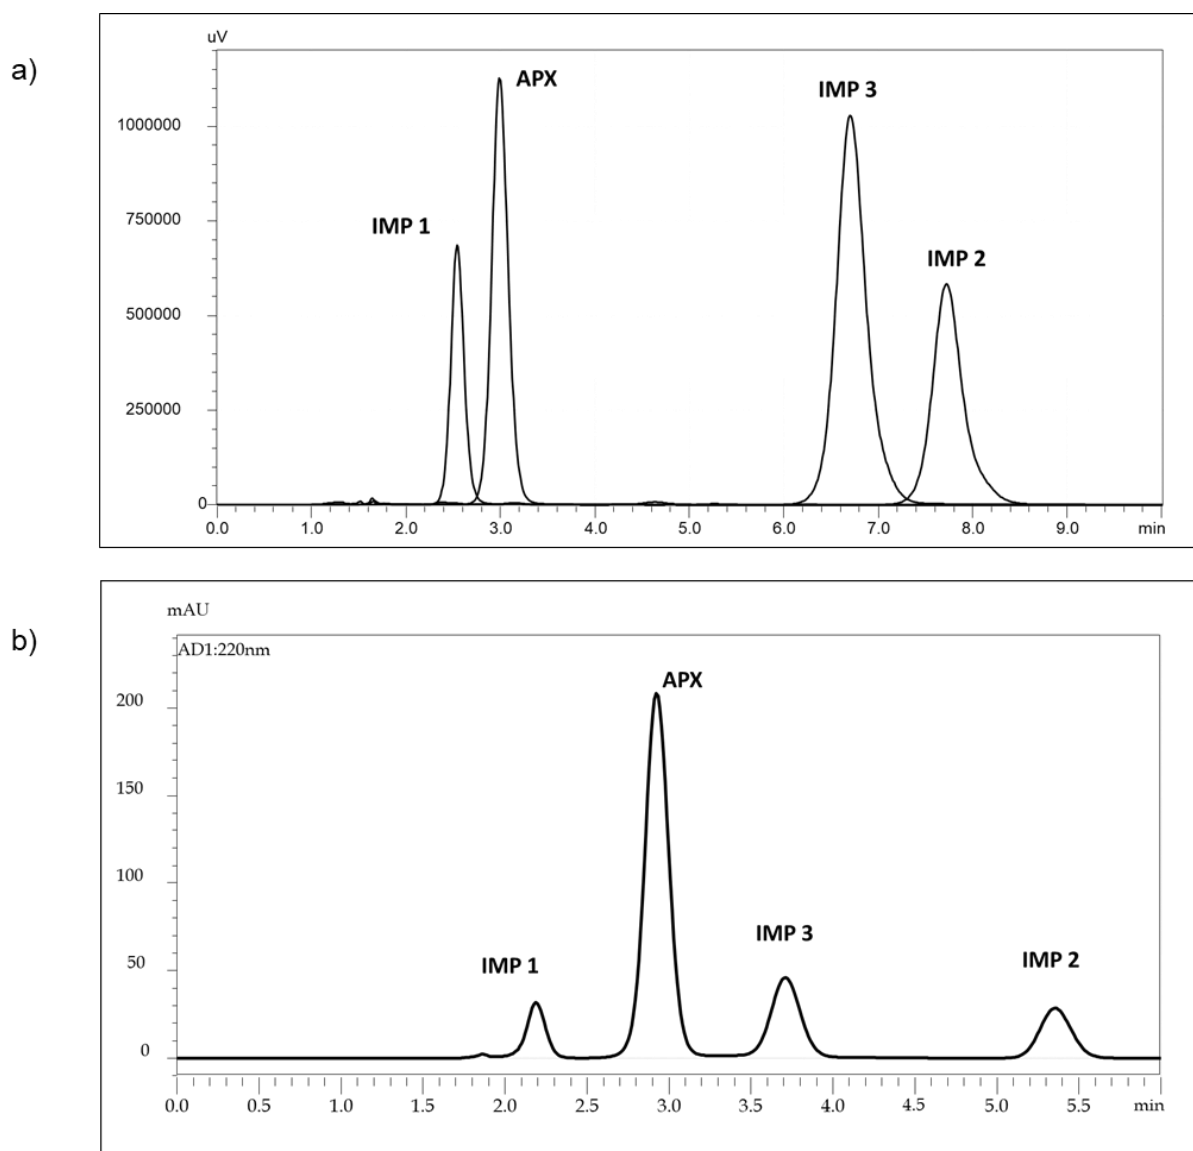 a)
uV
APX
IMP 3
1000000
750000
IMP 1
IMP 2
500000
250000
0
0.0 1.0 2.0 3.0 4.0 5.0 6.0 7.0 8.0 9.0 min
b)
mAU
AD1:220nm
APX
200
150
100
IMP 3
IMP 1
IMP 2
50
0
0.0 0.5 1.0 1.5 2.0 2.5 3.0 3.5 4.0 4.5 5.0 5.5 min